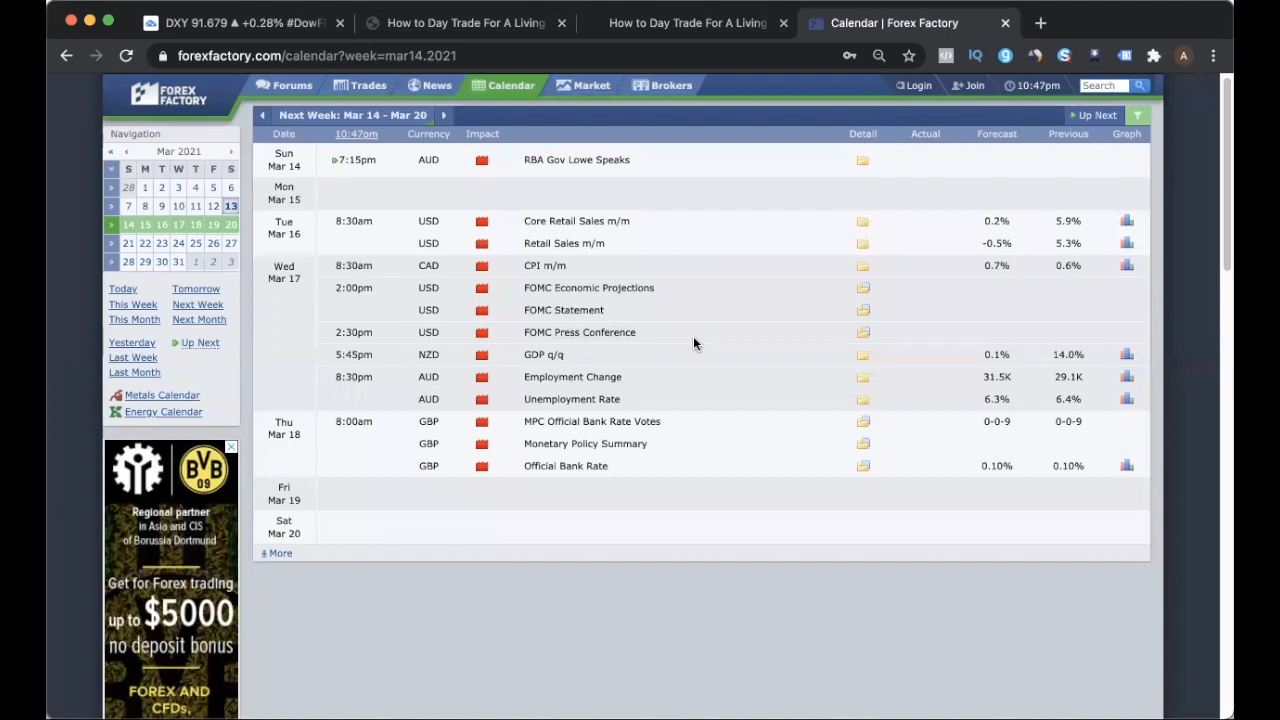 DXY 91.679 ▲ +0.28% #DowFl
How to Day Trade For A Living
How to Day Trade For A Living
Calendar | Forex Factory
forexfactory.com/calendar?week=mar14.2021
A
FOREX
FACTORY
Forums
Trades
News
Calendar
Market
Brokers
Login
Join
10:47pm
Search
Navigation
« ‹ Mar 2021 ›
S M T W T F S
28 1 2 3 4 5 6
7 8 9 10 11 12 13
14 15 16 17 18 19 20
21 22 23 24 25 26 27
28 29 30 31 1 2 3
Today Tomorrow
This Week Next Week
This Month Next Month
Yesterday Up Next
Last Week
Last Month
Metals Calendar
Energy Calendar
BVB
09
Regional partner
in Asia and CIS
of Borussia Dortmund
Get for Forex trading
up to $5000
no deposit bonus
FOREX AND
CFDs,
Next Week: Mar 14 - Mar 20
Up Next
Date 10:47pm Currency Impact Detail Actual Forecast Previous Graph
Sun
Mar 14
7:15pm AUD RBA Gov Lowe Speaks
Mon
Mar 15
Tue
Mar 16
8:30am USD Core Retail Sales m/m 0.2% 5.9%
USD Retail Sales m/m -0.5% 5.3%
Wed
Mar 17
8:30am CAD CPI m/m 0.7% 0.6%
2:00pm USD FOMC Economic Projections
USD FOMC Statement
2:30pm USD FOMC Press Conference
5:45pm NZD GDP q/q 0.1% 14.0%
8:30pm AUD Employment Change 31.5K 29.1K
AUD Unemployment Rate 6.3% 6.4%
Thu
Mar 18
8:00am GBP MPC Official Bank Rate Votes 0-0-9 0-0-9
GBP Monetary Policy Summary
GBP Official Bank Rate 0.10% 0.10%
Fri
Mar 19
Sat
Mar 20
More